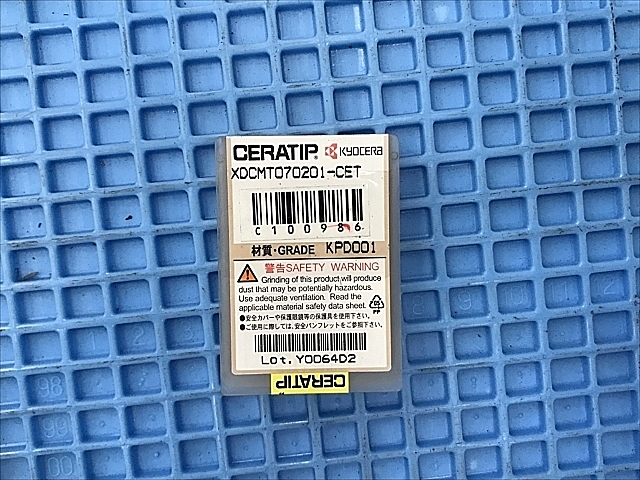 CERATIP® KYOCERA
XDCMT070201-CET
C100986
材質・GRADE KPD001
警告SAFETY WARNING
Grinding of this product, will produce
dust that may be potentially hazardous.
Use adequate ventilation. Read the
applicable material safety data sheet.
PP
●安全カバーや保護眼鏡等の保護具を使用下さい。
●ご使用に際しては、安全パンフレットをご参照下さい。
Lot.Y0064D2
CERATIP